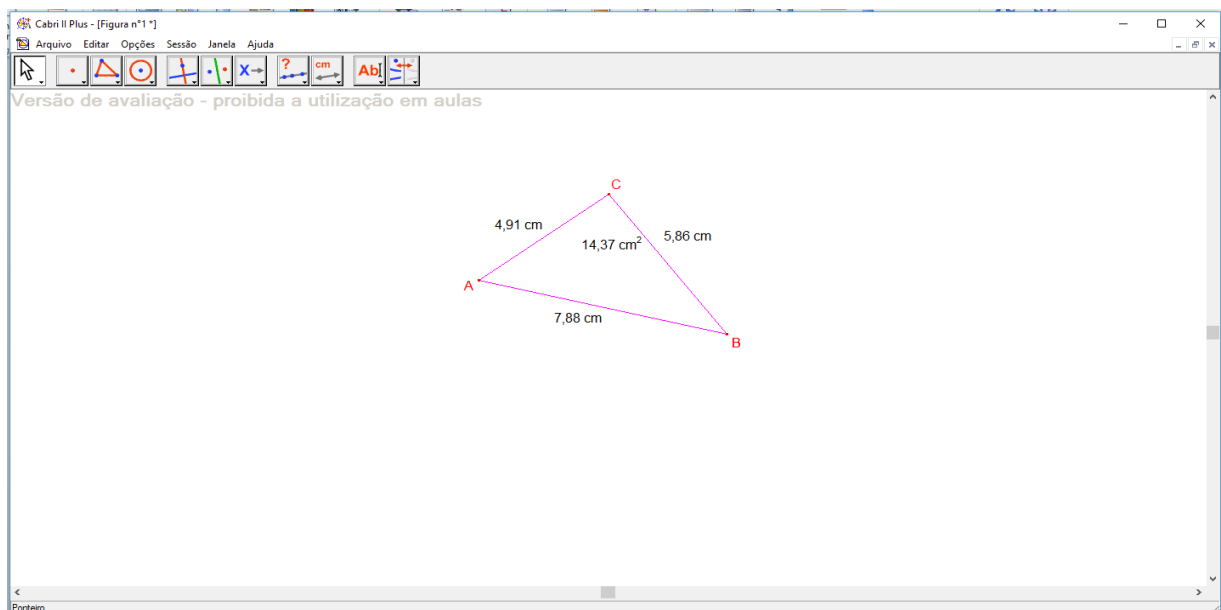 Cabri II Plus - [Figura n°1 *]
Arquivo Editar Opções Sessão Janela Ajuda
? cm
X Ab
Versão de avaliação - proibida a utilização em aulas
C
4,91 cm
14,37 cm² 5,86 cm
A
7,88 cm
B
Ponteiro